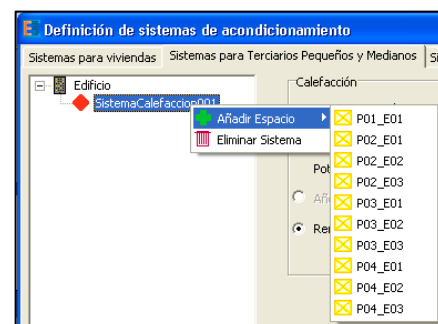 Definición de sistemas de acondicionamiento
Sistemas para viviendas Sistemas para Terciarios Pequeños y Medianos
Edificio
SistemaCalefaccion001
Calefacción
Añadir Espacio
Eliminar Sistema
P01_E01
P02_E01
P02_E02
P02_E03
P03_E01
P03_E02
P03_E03
P04_E01
P04_E02
P04_E03